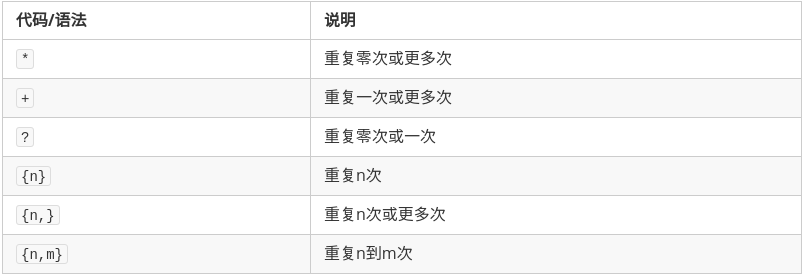 代码/语法 说明
* 重复零次或更多次
+ 重复一次或更多次
? 重复零次或一次
{n} 重复n次
{n,} 重复n次或更多次
{n,m} 重复n到m次